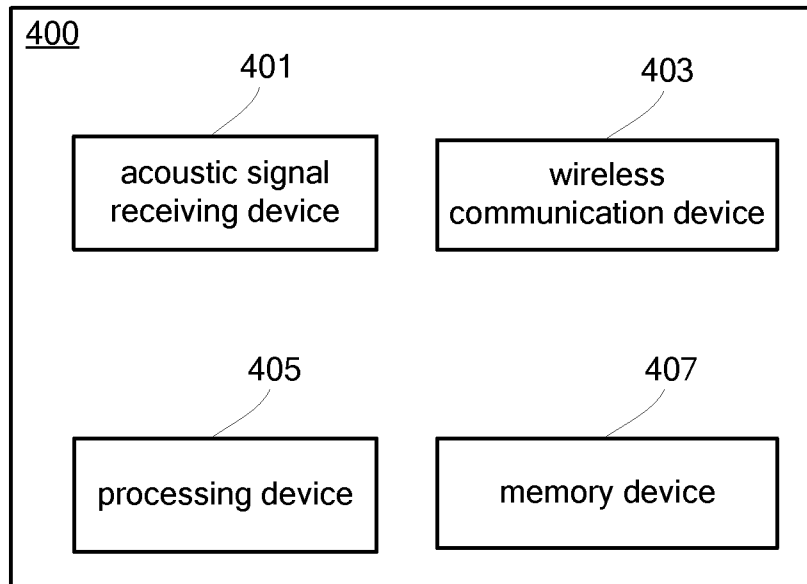 400
401
403
acoustic signal
receiving device
wireless
communication device
405
407
processing device
memory device